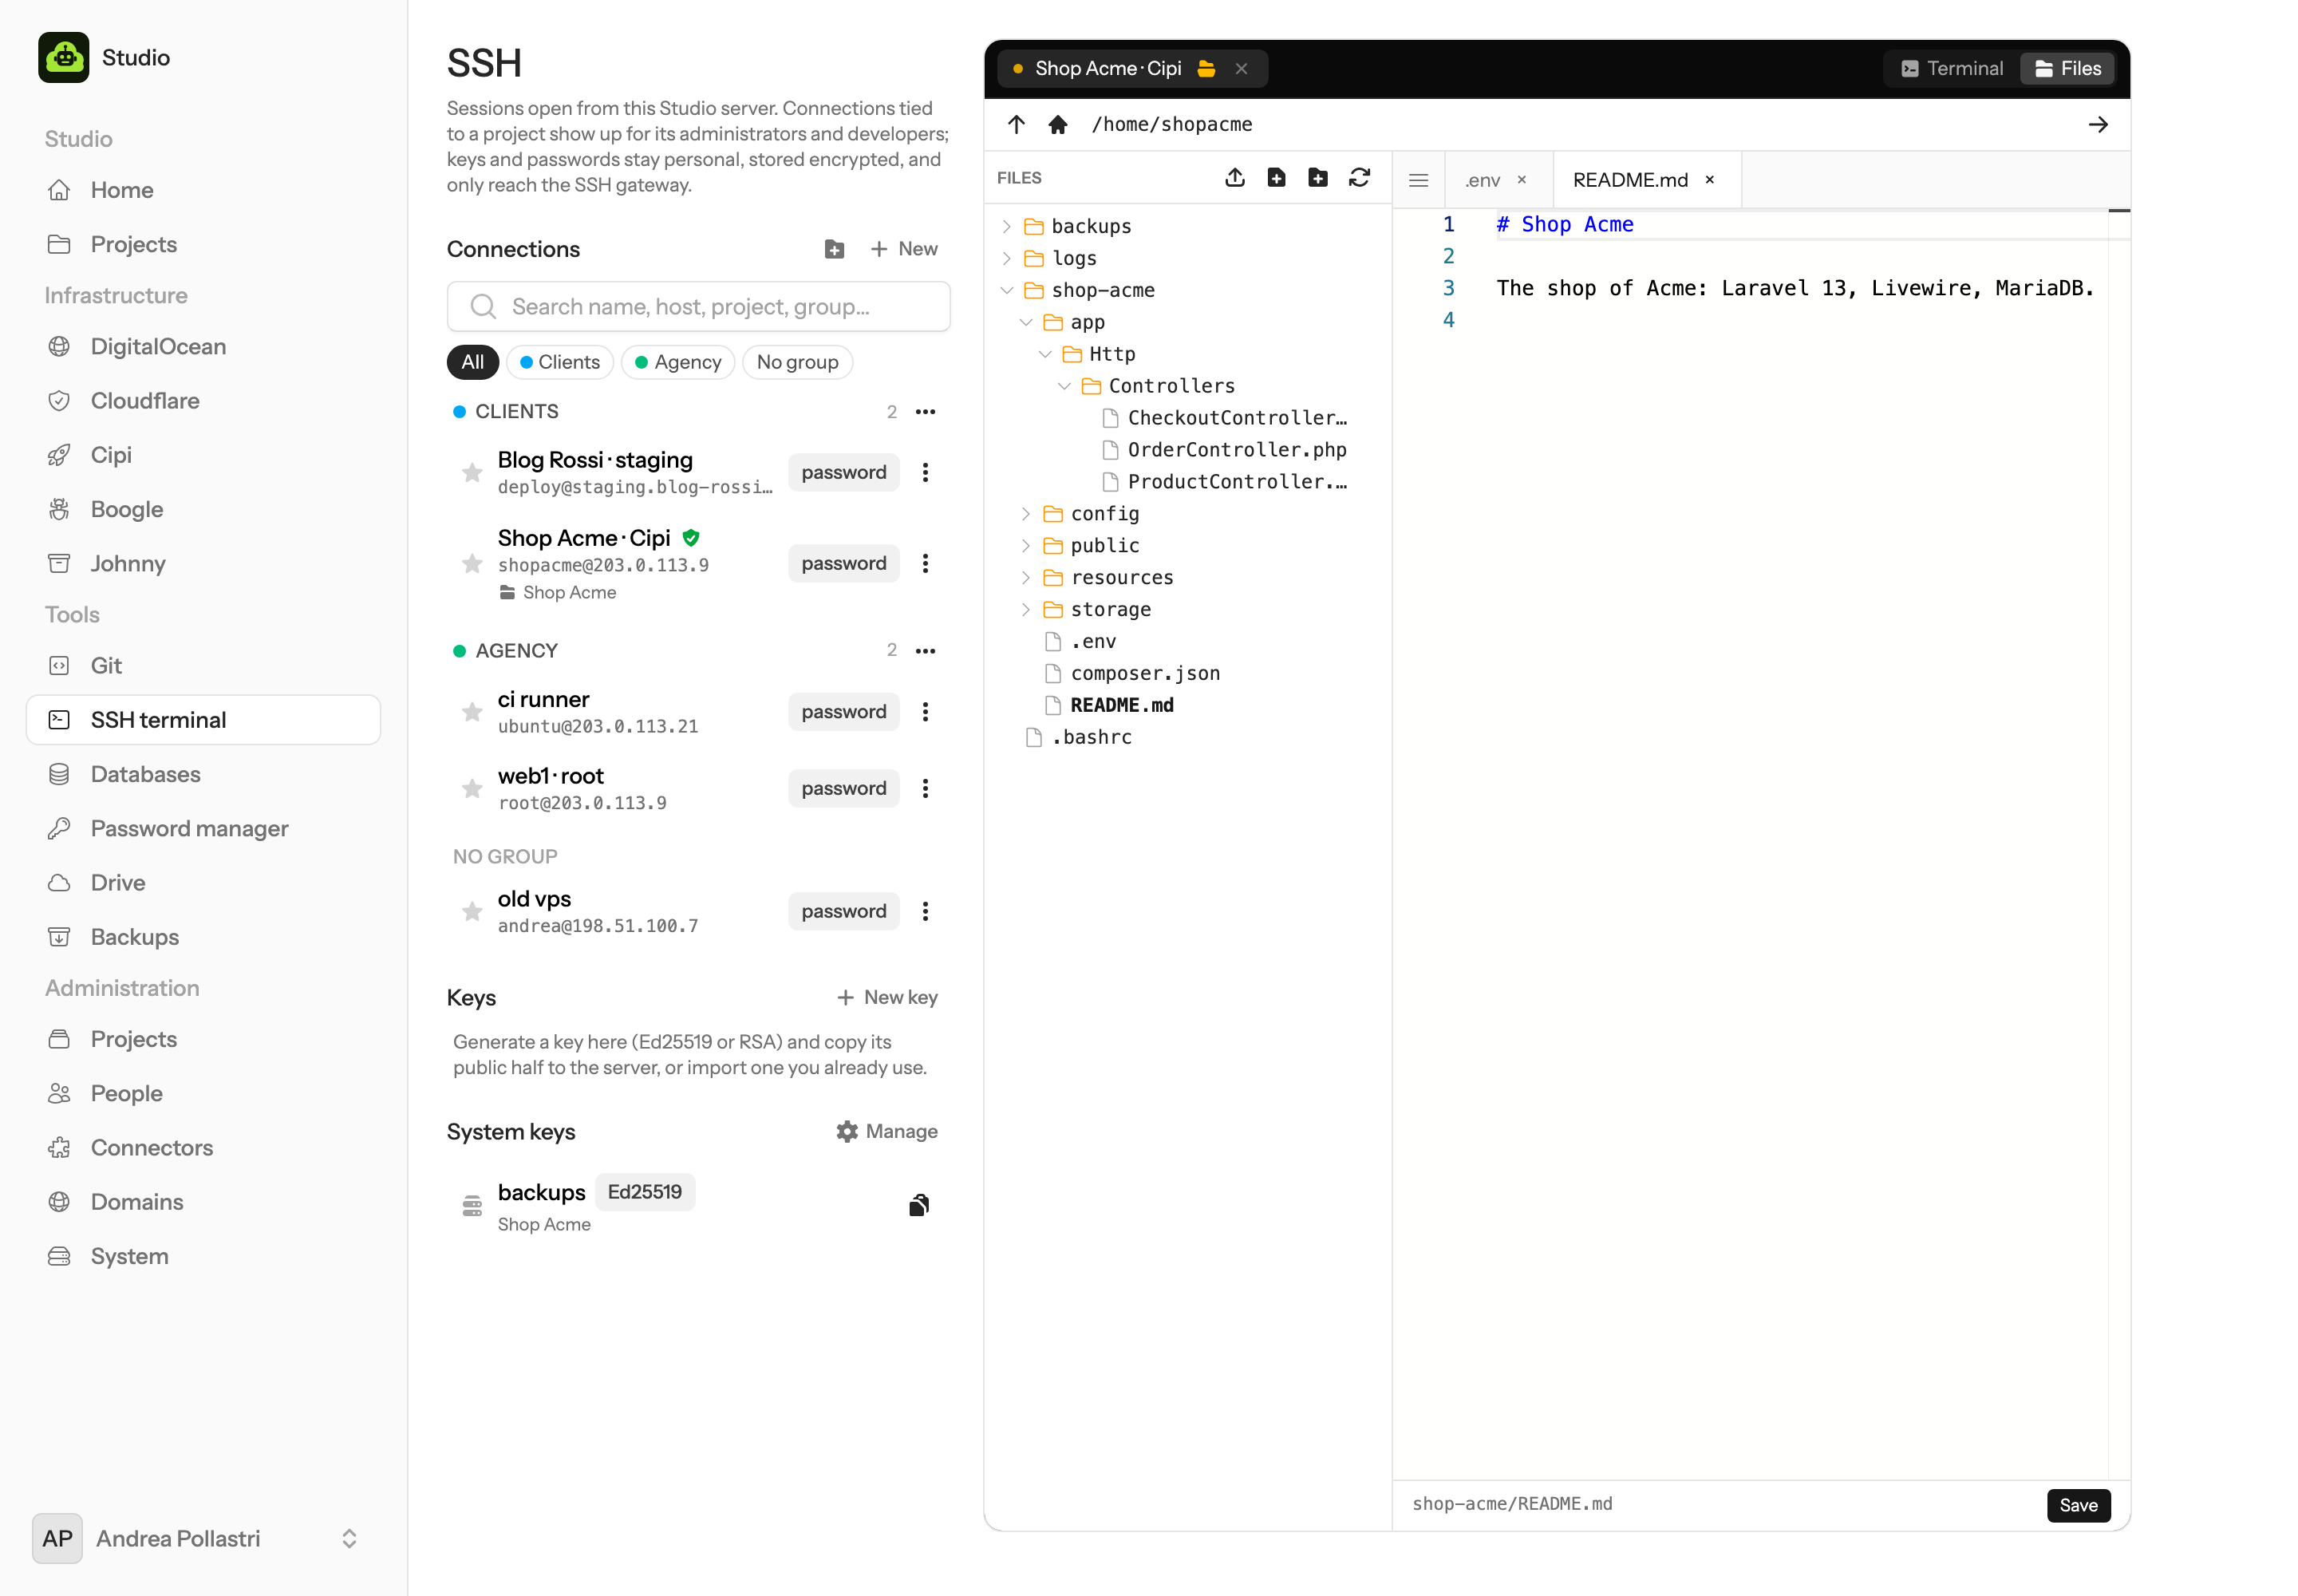 Studio
Studio
Home
Projects
Infrastructure
DigitalOcean
Cloudflare
Cipi
Boogle
Johnny
Tools
Git
SSH terminal
Databases
Password manager
Drive
Backups
Administration
Projects
People
Connectors
Domains
System
AP Andrea Pollastri
SSH
Sessions open from this Studio server. Connections tied
to a project show up for its administrators and developers;
keys and passwords stay personal, stored encrypted, and
only reach the SSH gateway.
Connections + New
Search name, host, project, group...
All Clients Agency No group
CLIENTS 2
Blog Rossi · staging
deploy@staging.blog-rossi… password
Shop Acme · Cipi
shopacme@203.0.113.9 password
Shop Acme
AGENCY 2
ci runner
ubuntu@203.0.113.21 password
web1 · root
root@203.0.113.9 password
NO GROUP
old vps
andrea@198.51.100.7 password
Keys + New key
Generate a key here (Ed25519 or RSA) and copy its
public half to the server, or import one you already use.
System keys Manage
backups Ed25519
Shop Acme
Shop Acme · Cipi Terminal Files
/home/shopacme
FILES
backups
logs
shop-acme
app
Http
Controllers
CheckoutController…
OrderController.php
ProductController.…
config
public
resources
storage
.env
composer.json
README.md
.bashrc
.env × README.md ×
1 # Shop Acme
2
3 The shop of Acme: Laravel 13, Livewire, MariaDB.
4
shop-acme/README.md Save